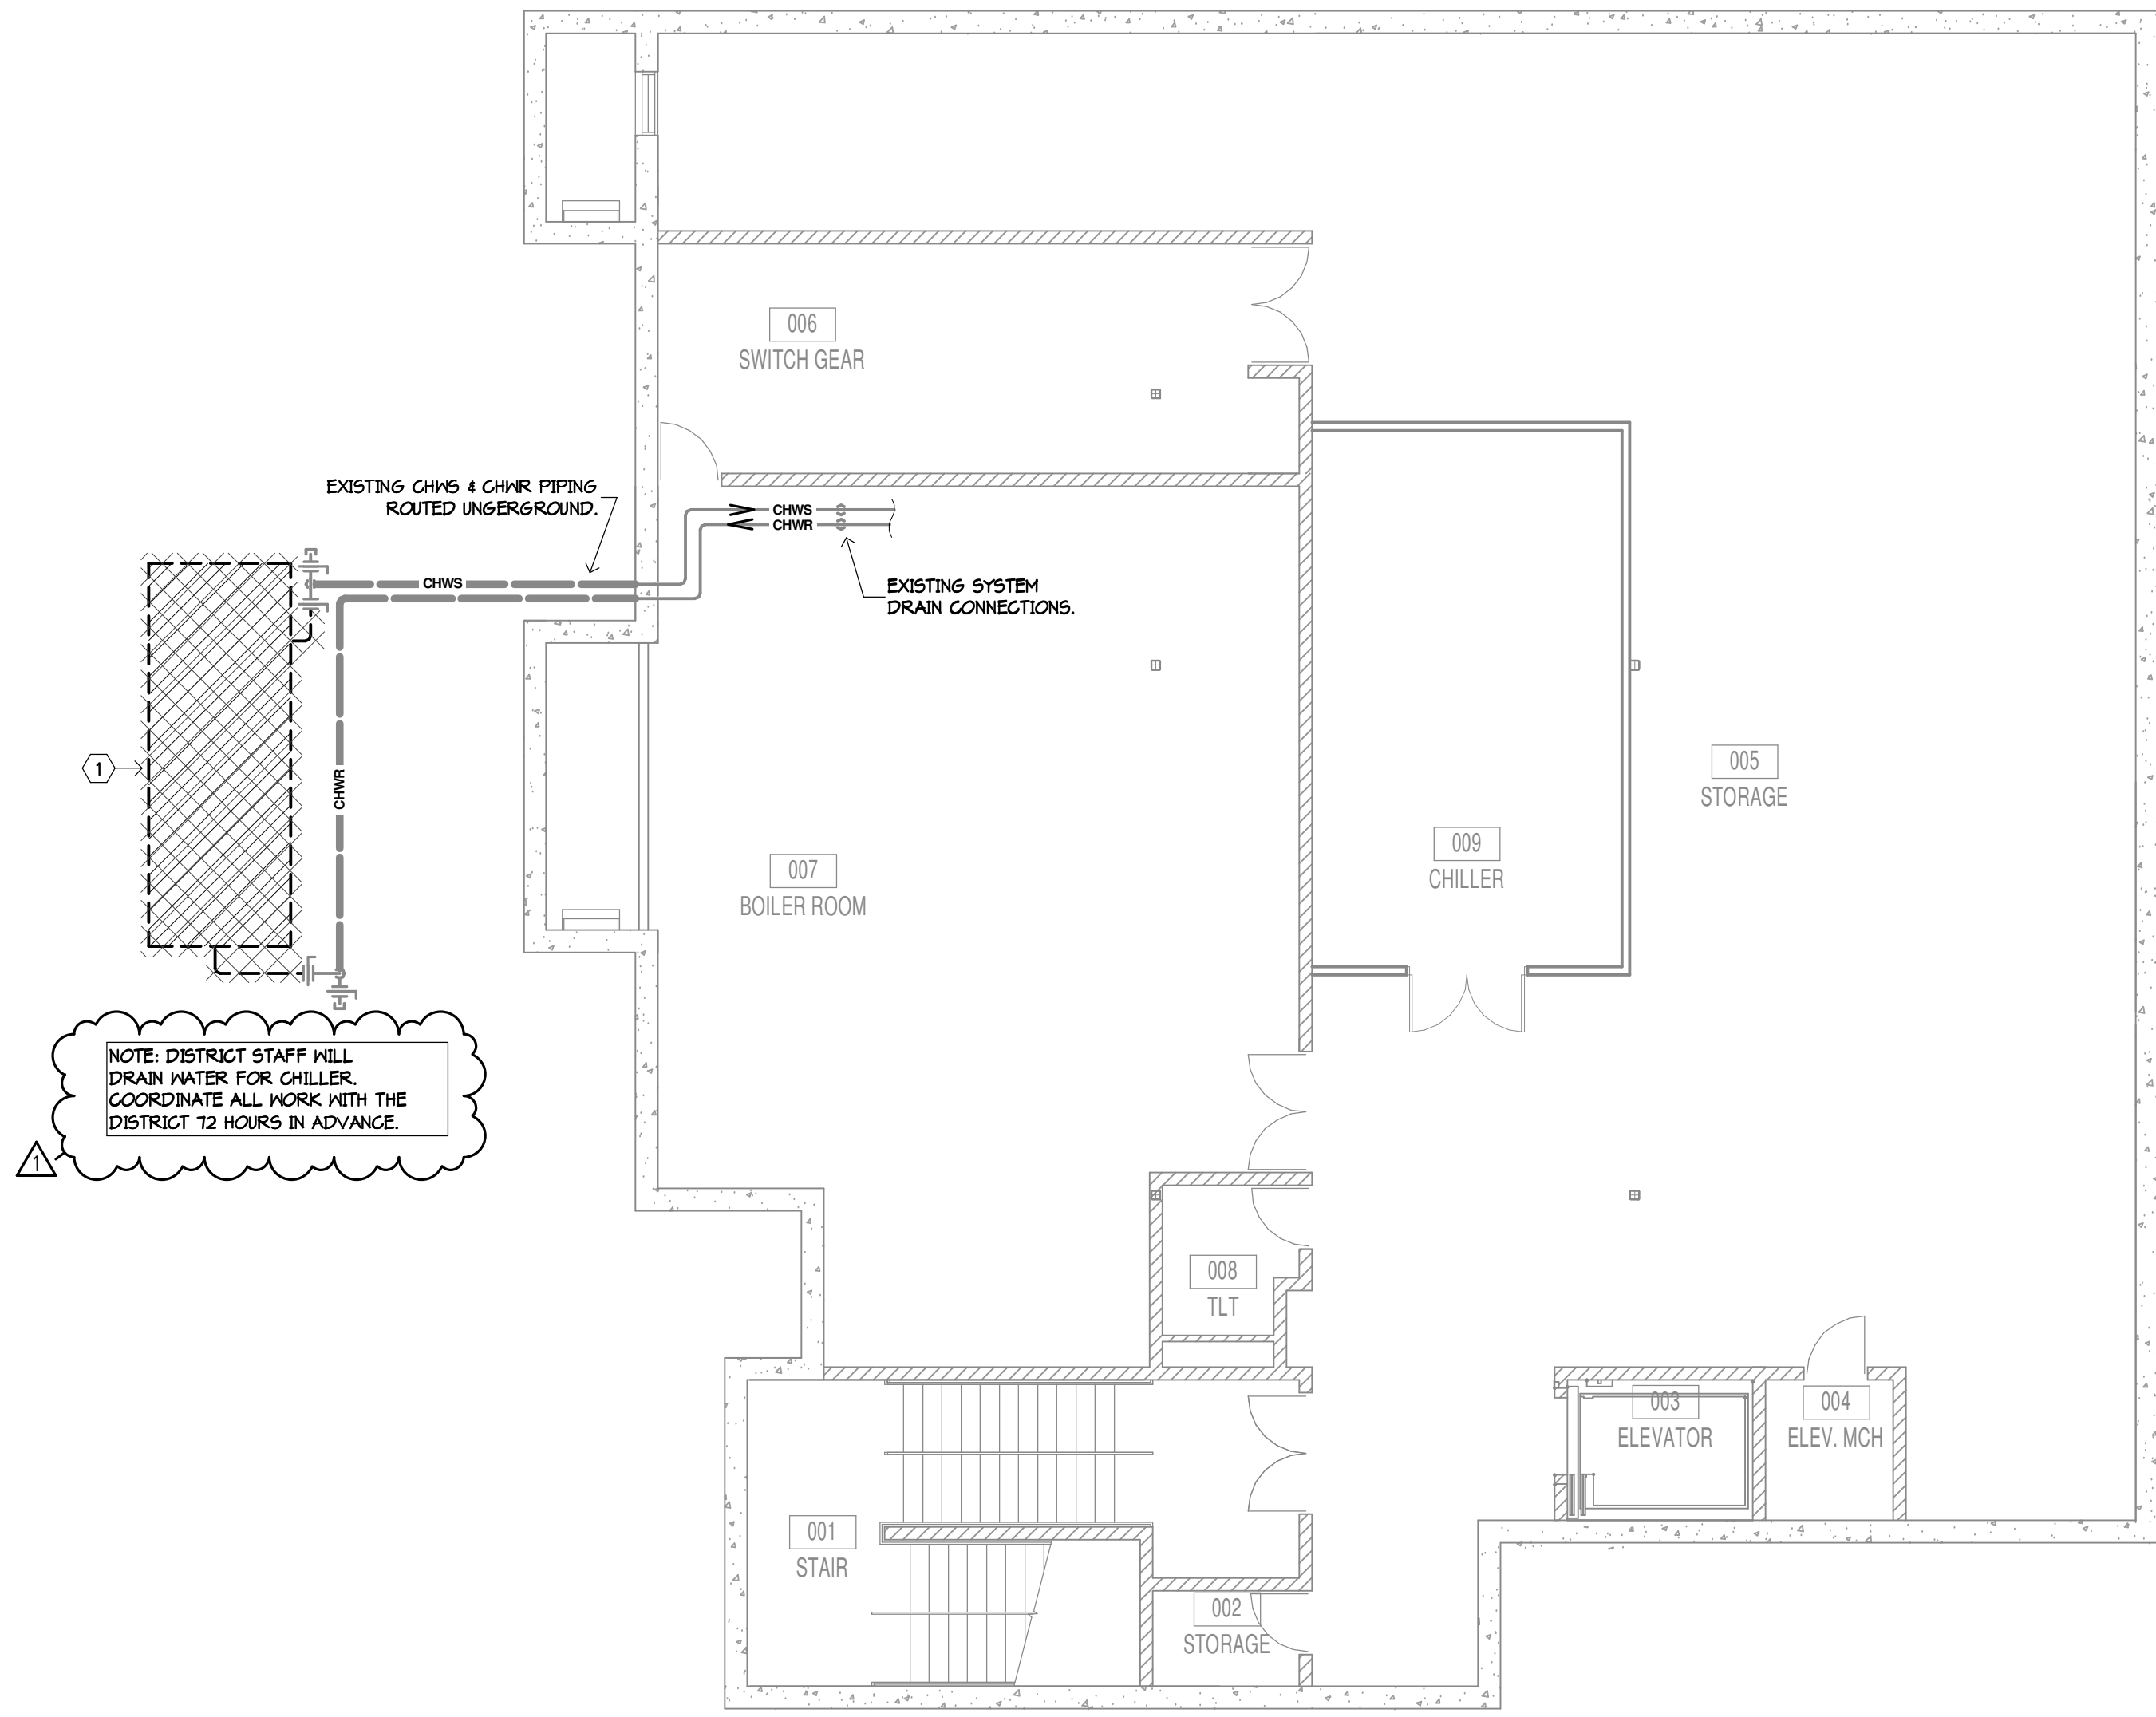 006
SWITCH GEAR
EXISTING CHWS & CHWR PIPING
ROUTED UNGERGROUND.
CHWS
CHWR
CHWS
EXISTING SYSTEM
DRAIN CONNECTIONS.
1
CHWR
005
STORAGE
009
CHILLER
007
BOILER ROOM
NOTE: DISTRICT STAFF WILL
DRAIN WATER FOR CHILLER.
COORDINATE ALL WORK WITH THE
DISTRICT 72 HOURS IN ADVANCE.
1
008
TLT
003
ELEVATOR
004
ELEV. MCH
001
STAIR
002
STORAGE